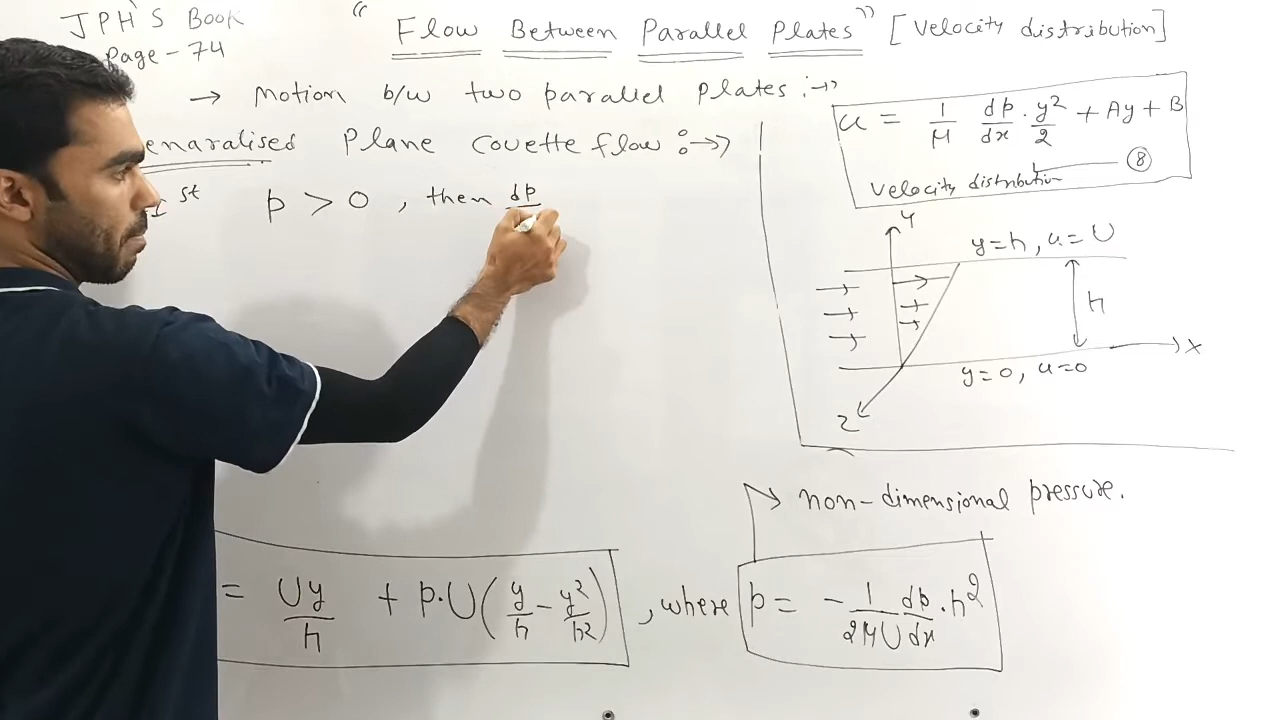 JPH'S Book
Page - 74
"Flow Between Parallel Plates" [Velocity distribution]
→ Motion b/w two parallel plates :→
enaralised Plane Couette flow :→
1st p > 0, then dp/
u = 1/μ dp/dx · y²/2 + Ay + B
⑧
Velocity distribution
y
y=h, u=U
h
x
y=0, u=0
z
→ non-dimensional pressure.
= Uy/h + p·U(y/h - y²/h²), where p = - 1/2μU dp/dx · h²